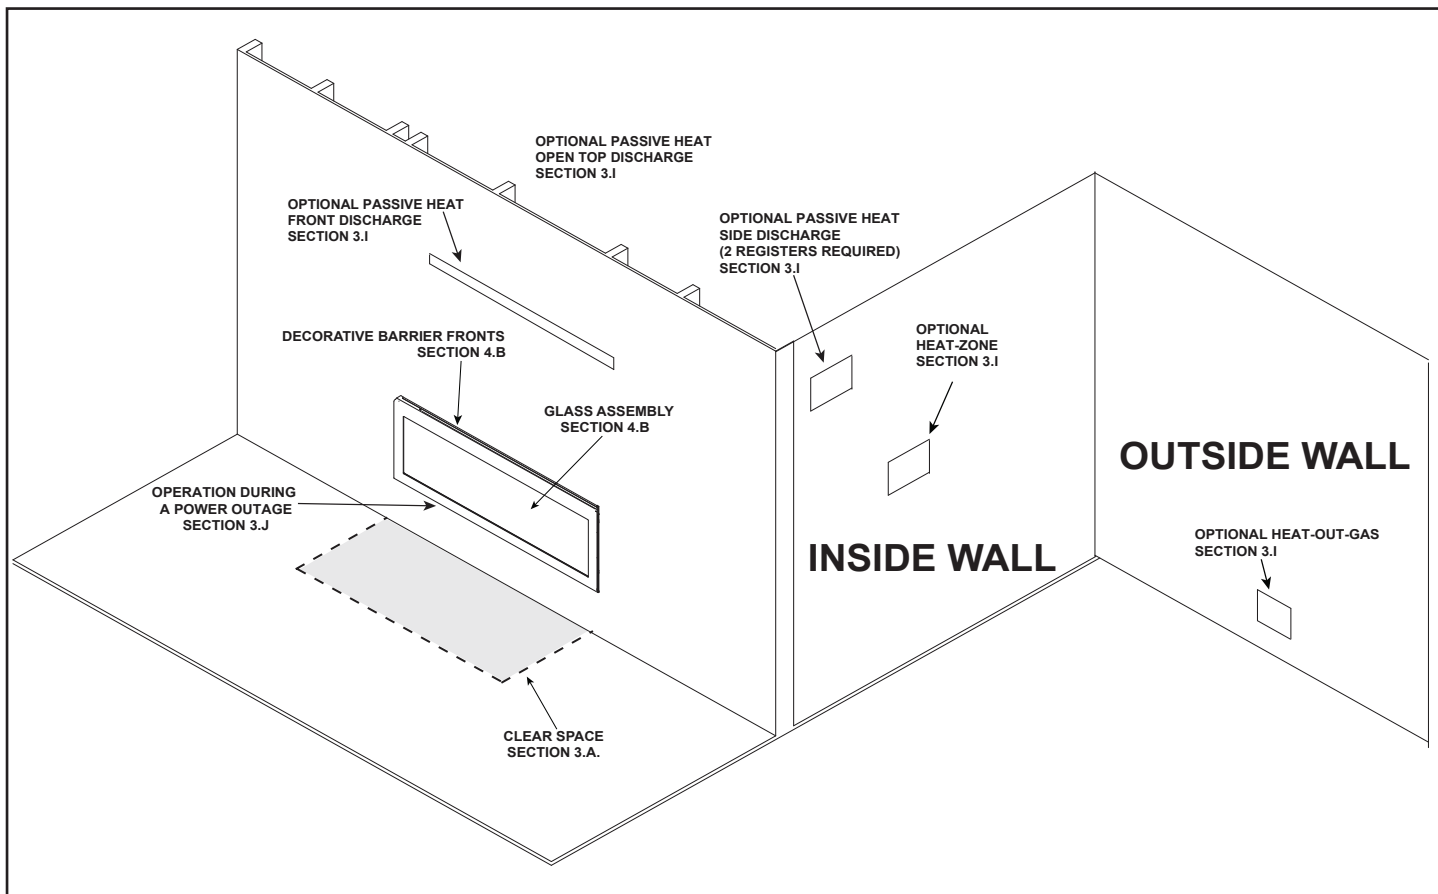 OPTIONAL PASSIVE HEAT
OPEN TOP DISCHARGE
SECTION 3.I
OPTIONAL PASSIVE HEAT
FRONT DISCHARGE
SECTION 3.I
OPTIONAL PASSIVE HEAT
SIDE DISCHARGE
(2 REGISTERS REQUIRED)
SECTION 3.I
DECORATIVE BARRIER FRONTS
SECTION 4.B
OPTIONAL
HEAT-ZONE
SECTION 3.I
GLASS ASSEMBLY
SECTION 4.B
OUTSIDE WALL
OPERATION DURING
A POWER OUTAGE
SECTION 3.J
INSIDE WALL
OPTIONAL HEAT-OUT-GAS
SECTION 3.I
CLEAR SPACE
SECTION 3.A.